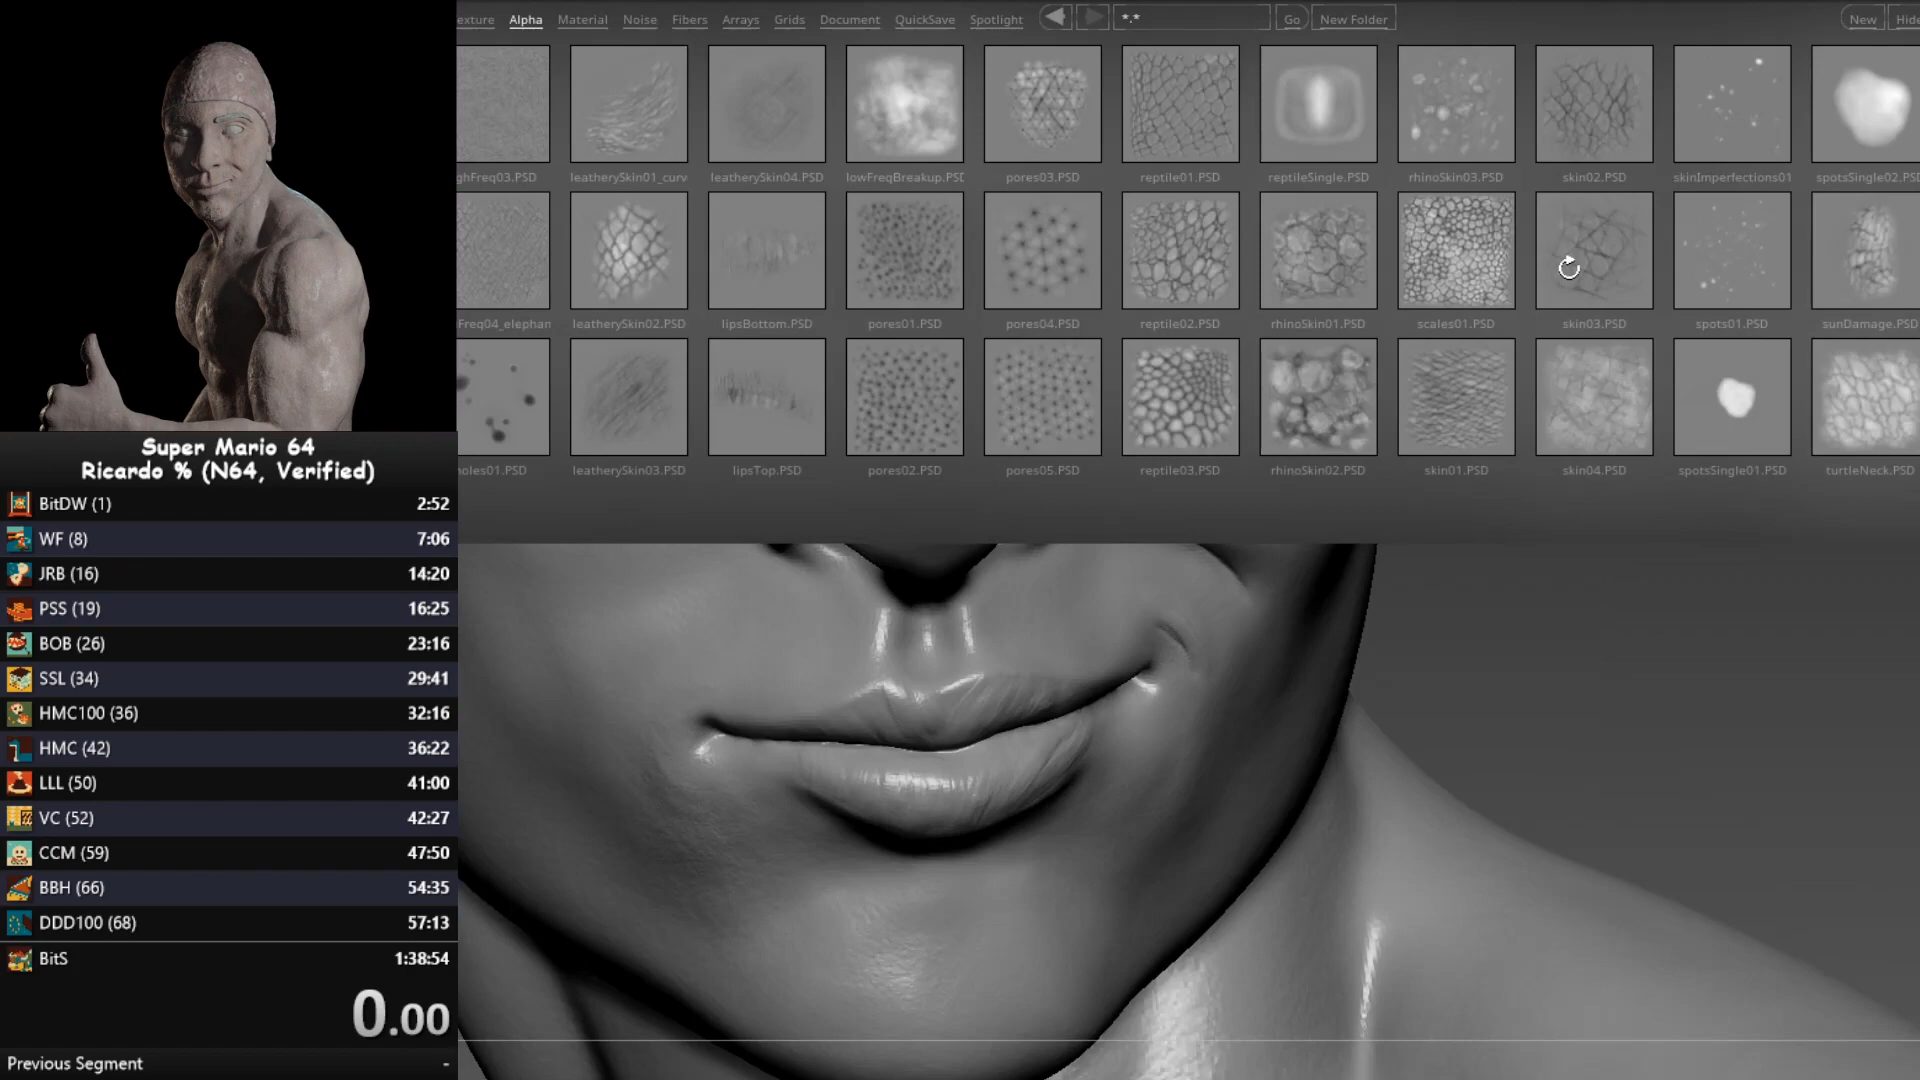 exture Alpha Material Noise Fibers Arrays Grids Document QuickSave Spotlight *.* Go New Folder New Hide
ghFreq03.PSD leatherySkin01_curv leatherySkin04.PSD lowFreqBreakup.PSD pores03.PSD reptile01.PSD reptileSingle.PSD rhinoSkin03.PSD skin02.PSD skinImperfections01 spotsSingle02.PSD
Freq04_elephan leatherySkin02.PSD lipsBottom.PSD pores01.PSD pores04.PSD reptile02.PSD rhinoSkin01.PSD scales01.PSD skin03.PSD spots01.PSD sunDamage.PSD
holes01.PSD leatherySkin03.PSD lipsTop.PSD pores02.PSD pores05.PSD reptile03.PSD rhinoSkin02.PSD skin01.PSD skin04.PSD spotsSingle01.PSD turtleNeck.PSD
Super Mario 64
Ricardo % (N64, Verified)
BitDW (1) 2:52
WF (8) 7:06
JRB (16) 14:20
PSS (19) 16:25
BOB (26) 23:16
SSL (34) 29:41
HMC100 (36) 32:16
HMC (42) 36:22
LLL (50) 41:00
VC (52) 42:27
CCM (59) 47:50
BBH (66) 54:35
DDD100 (68) 57:13
BitS 1:38:54
0.00
Previous Segment -